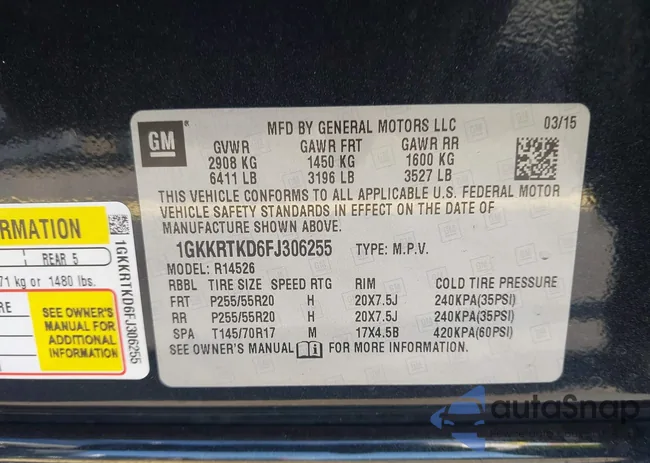 GM
MFD BY GENERAL MOTORS LLC 03/15
GVWR GAWR FRT GAWR RR
2908 KG 1450 KG 1600 KG
6411 LB 3196 LB 3527 LB
THIS VEHICLE CONFORMS TO ALL APPLICABLE U.S. FEDERAL MOTOR
VEHICLE SAFETY STANDARDS IN EFFECT ON THE DATE OF
MANUFACTURE SHOWN ABOVE.
1GKKRTKD6FJ306255 TYPE: M.P.V.
MODEL: R14526
RBBL TIRE SIZE SPEED RTG RIM COLD TIRE PRESSURE
FRT P255/55R20 H 20X7.5J 240KPA(35PSI)
RR P255/55R20 H 20X7.5J 240KPA(35PSI)
SPA T145/70R17 M 17X4.5B 420KPA(60PSI)
SEE OWNER'S MANUAL FOR MORE INFORMATION.
REAR 5
71 kg or 1480 lbs.
SEE OWNER'S
MANUAL FOR
ADDITIONAL
INFORMATION
1GKKRTKD6FJ306255
autoSnap